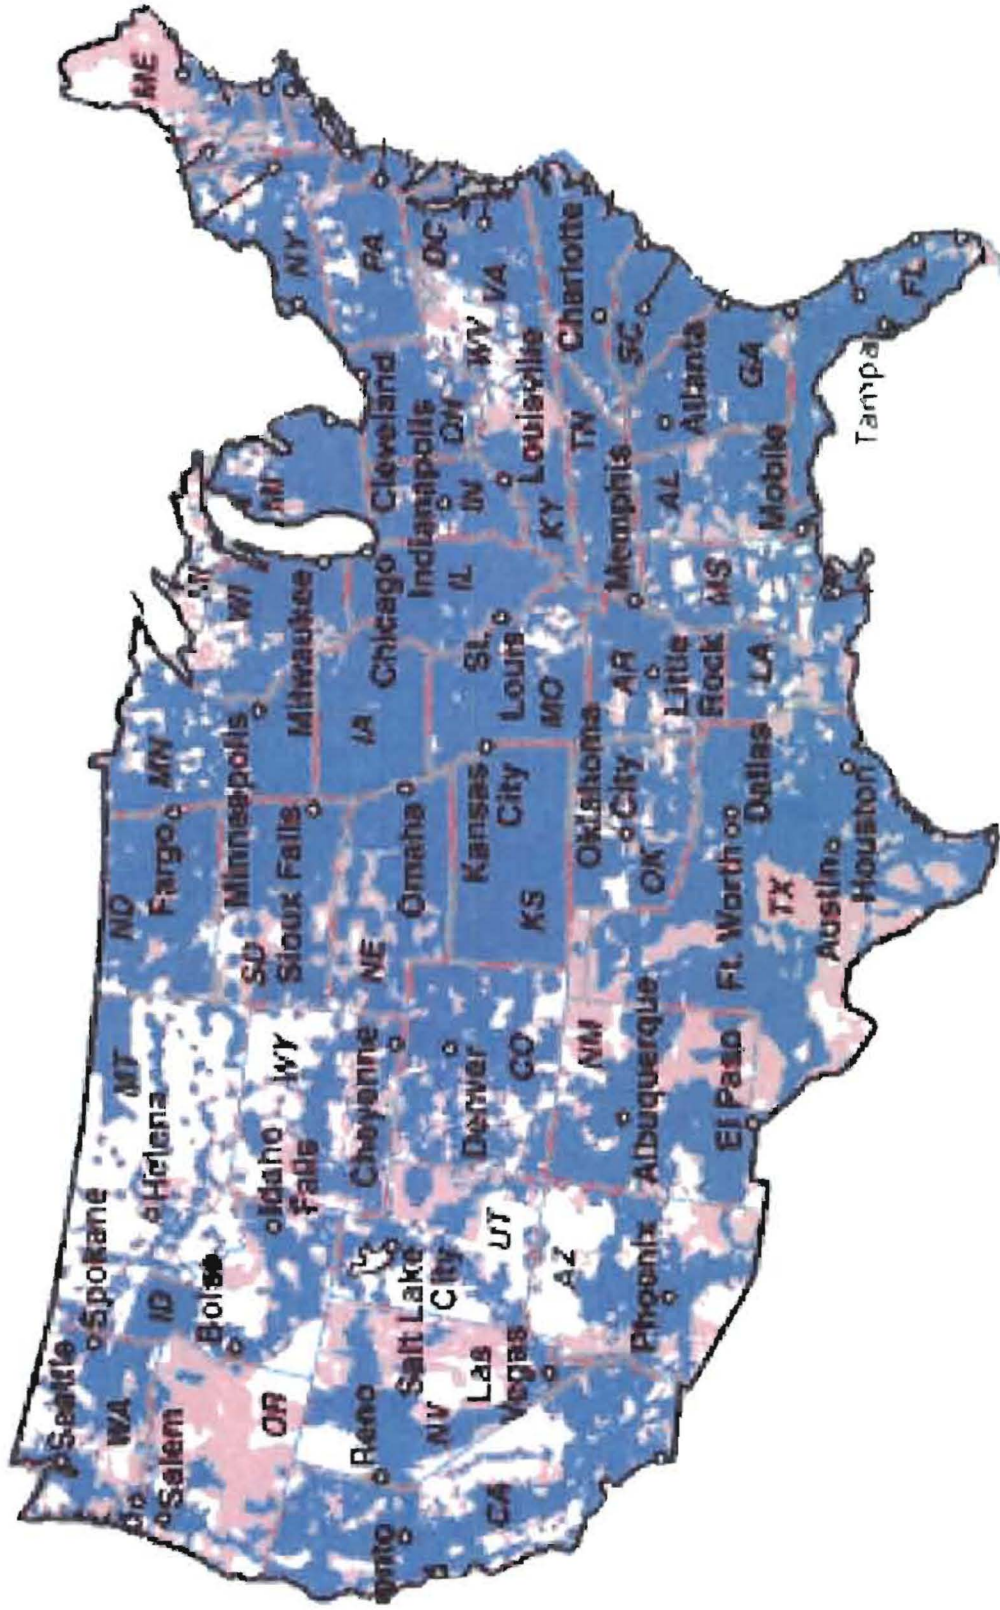 Seattle
Spokane
WA
MT
ND
Helena
Fargo
MN
ME
Salem
ID
Boise
OR
Idaho
Falls
WY
SD
Minneapolis
Sioux Falls
WI
MI
MI
NY
Milwaukee
Reno
Cheyenne
NE
Omaha
IA
Chicago
Cleveland
PA
Salt Lake
City
NV
Las
Vegas
UT
Denver
CO
Kansas
City
KS
St.
Louis
MO
IL
Indianapolis
IN
OH
WV
DC
VA
Louisville
KY
CA
AZ
NM
Oklahoma
City
OK
AR
Little
Rock
Memphis
TN
Charlotte
SC
Phoenix
Albuquerque
El Paso
Ft. Worth
Dallas
TX
LA
MS
AL
Atlanta
GA
Mobile
Austin
Houston
Tampa
FL